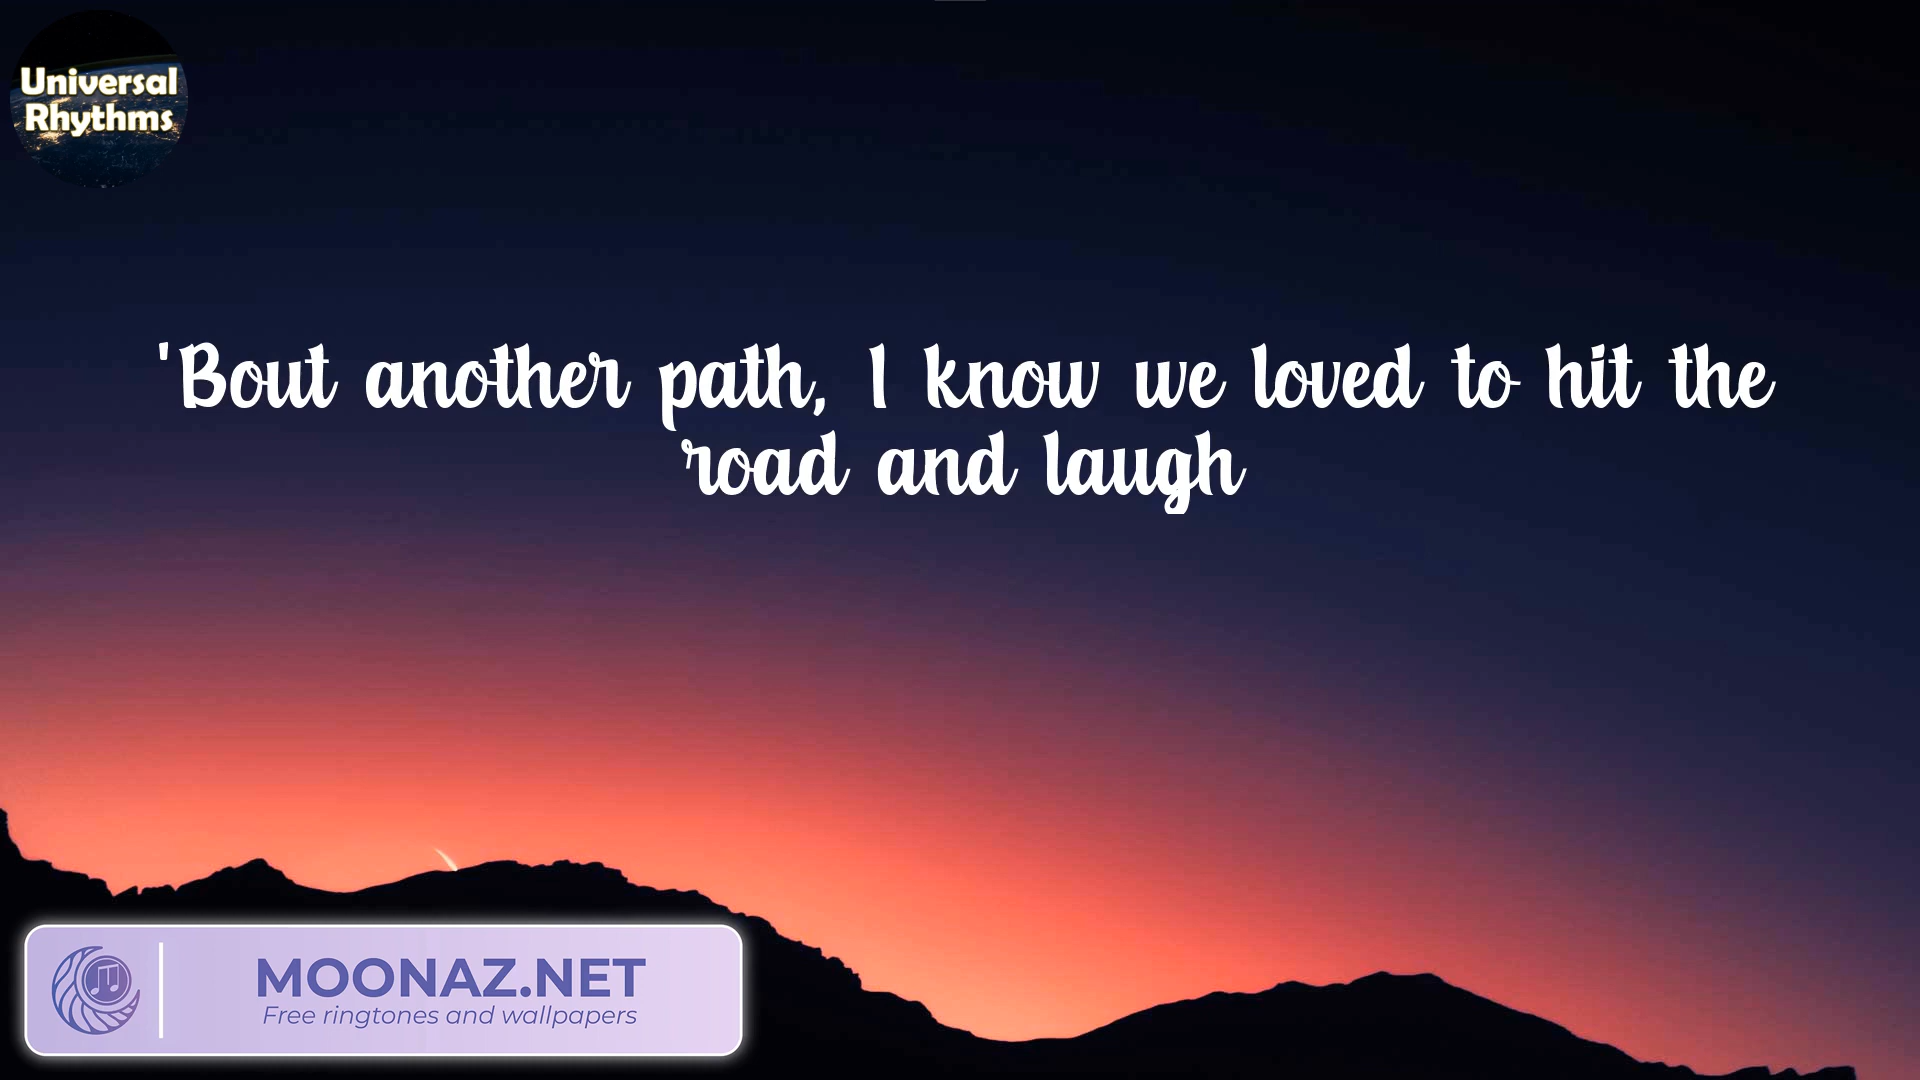 Universal
Rhythms
'Bout another path, I know we loved to hit the
road and laugh
MOONAZ.NET
Free ringtones and wallpapers